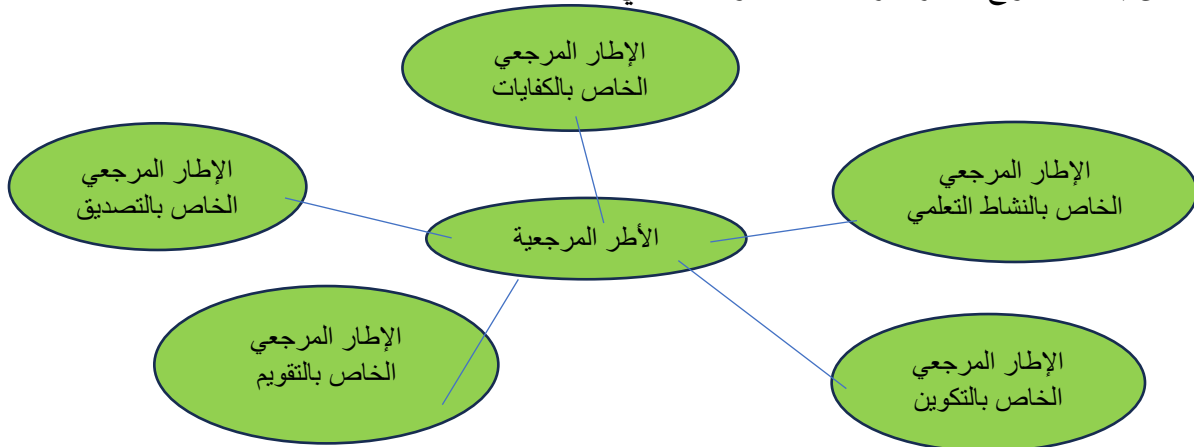 الإطار المرجعي
الخاص بالكفايات
الإطار المرجعي
الخاص بالنشاط التعلمي
الإطار المرجعي
الخاص بالتصديق
الأطر المرجعية
الإطار المرجعي
الخاص بالتقويم
الإطار المرجعي
الخاص بالتكوين